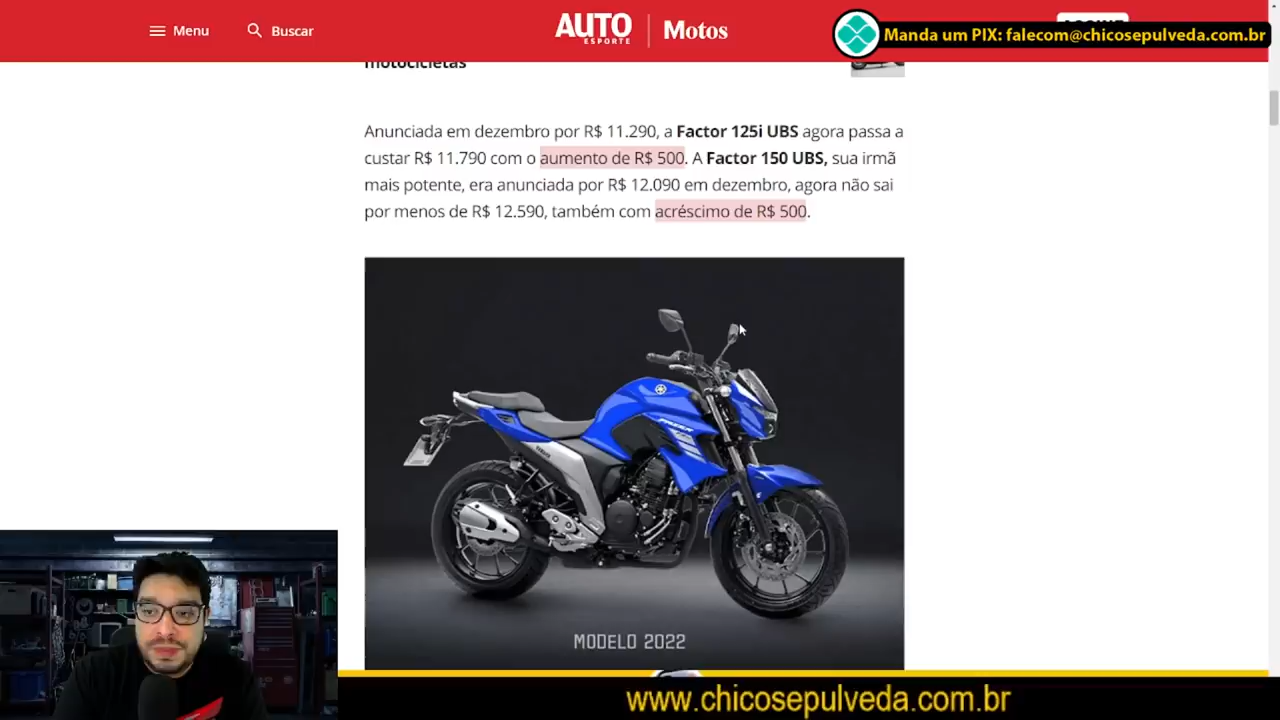 Menu
Buscar
AUTO
ESPORTE
Motos
Manda um PIX: falecom@chicosepulveda.com.br
motocicletas
Anunciada em dezembro por R$ 11.290, a Factor 125i UBS agora passa a
custar R$ 11.790 com o aumento de R$ 500. A Factor 150 UBS, sua irmã
mais potente, era anunciada por R$ 12.090 em dezembro, agora não sai
por menos de R$ 12.590, também com acréscimo de R$ 500.
MODELO 2022
www.chicosepulveda.com.br